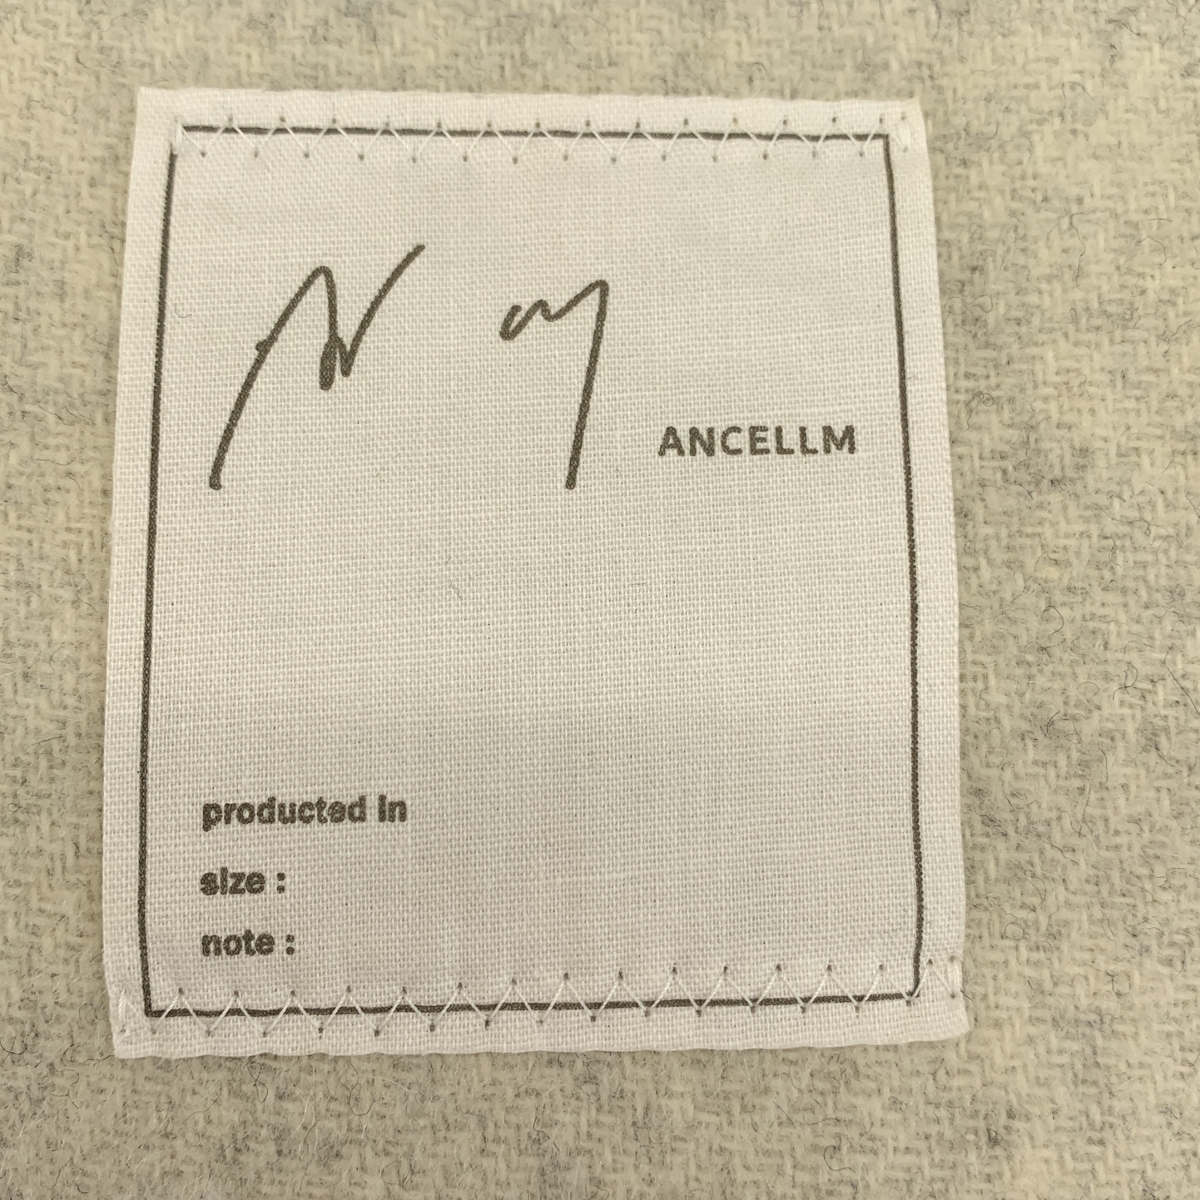 ANCELLM
producted in
size :
note :